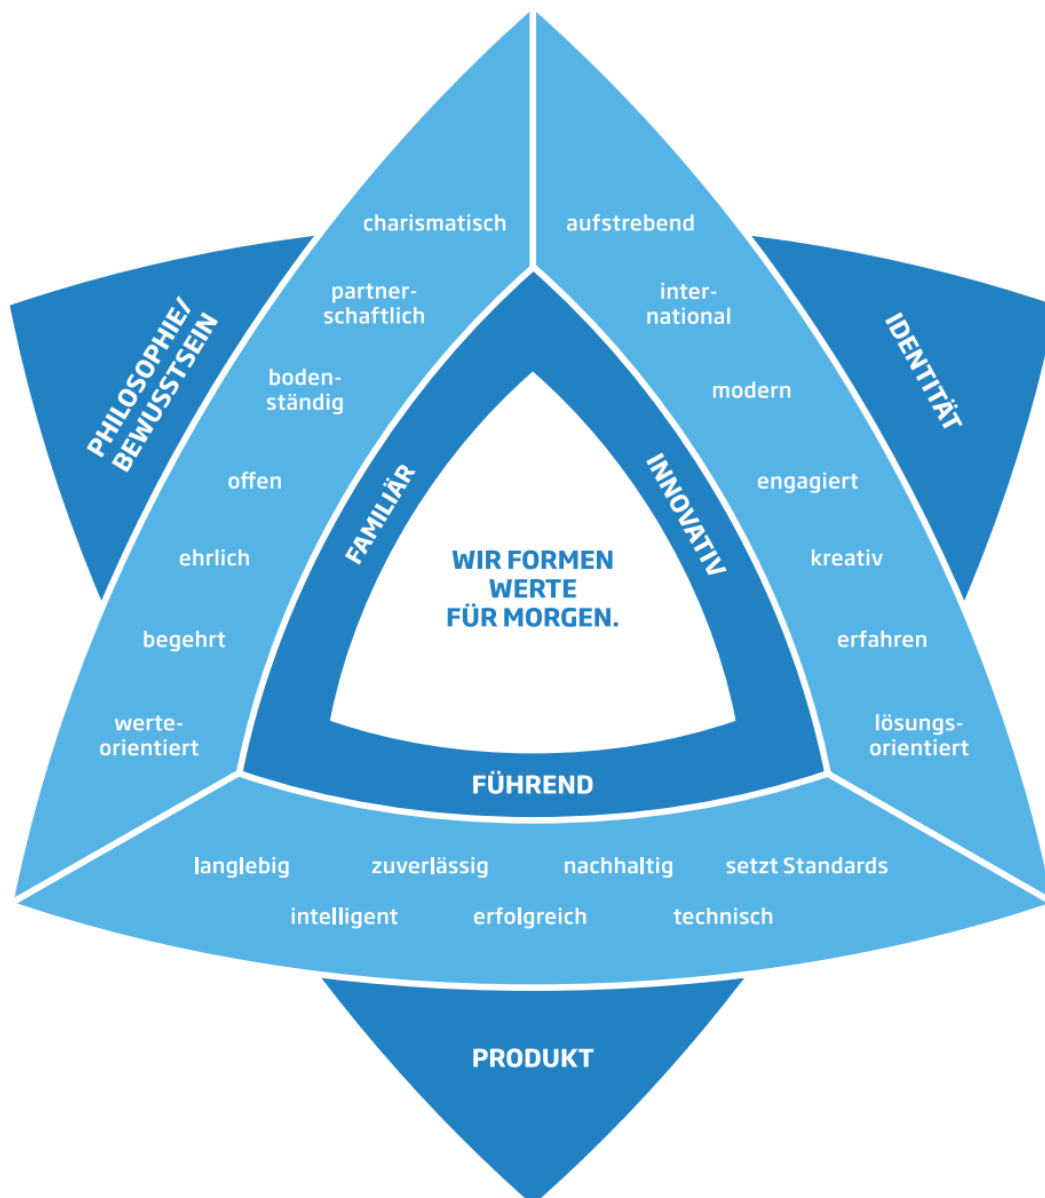 charismatisch
partner-
schaftlich
boden-
ständig
offen
ehrlich
begehrt
werte-
orientiert
aufstrebend
inter-
national
modern
engagiert
kreativ
erfahren
lösungs-
orientiert
PHILOSOPHIE/
BEWUSSTSEIN
IDENTITÄT
FAMILIÄR
INNOVATIV
WIR FORMEN
WERTE
FÜR MORGEN.
FÜHREND
langlebig zuverlässig nachhaltig setzt Standards
intelligent erfolgreich technisch
PRODUKT